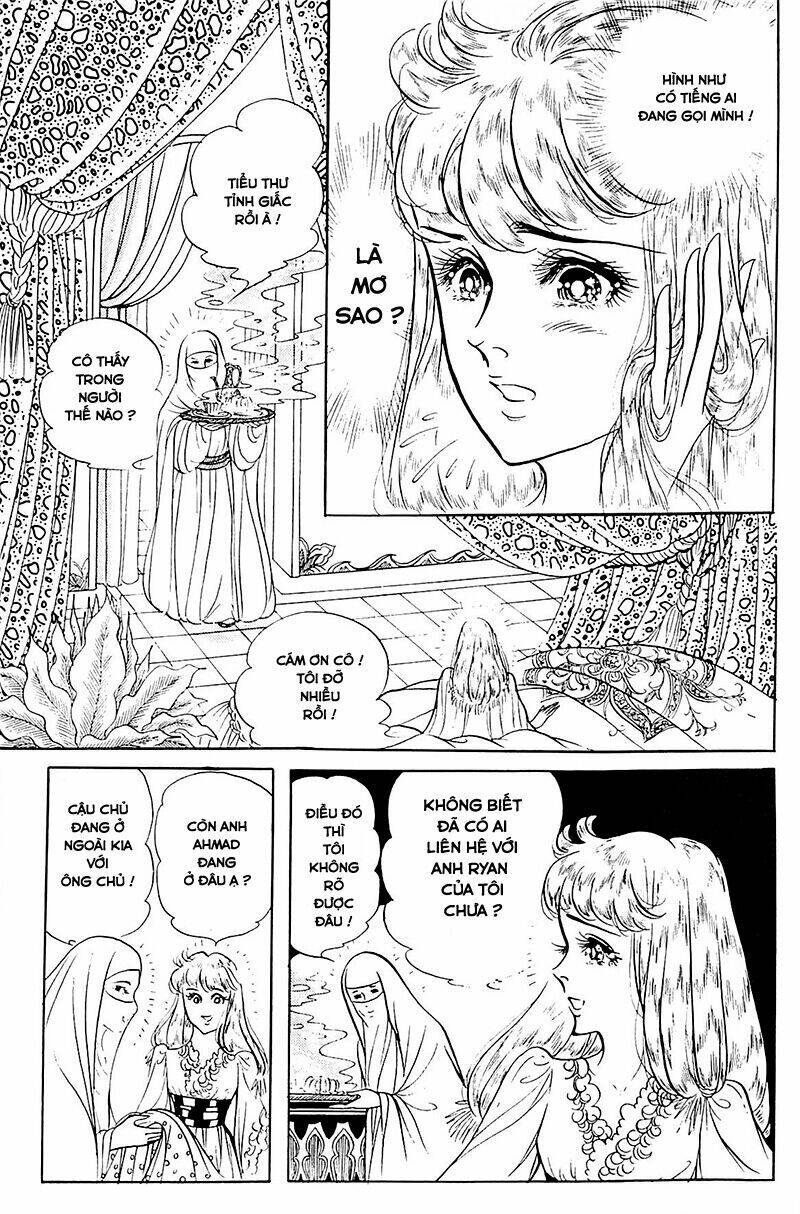 HÌNH NHƯ
CÓ TIẾNG AI
ĐANG GỌI MÌNH !
LÀ
MƠ
SAO ?
TIỂU THƯ
TỈNH GIẤC
RỒI À !
CÔ THẤY
TRONG
NGƯỜI
THẾ NÀO ?
CÁM ƠN CÔ !
TÔI ĐỠ
NHIỀU
RỒI !
KHÔNG BIẾT
ĐÃ CÓ AI
LIÊN HỆ VỚI
ANH RYAN
CỦA TÔI
CHƯA ?
ĐIỀU ĐÓ
THÌ
TÔI
KHÔNG
RÕ
ĐƯỢC
ĐÂU !
CÒN ANH
AHMAD
ĐANG
Ở ĐÂU Ạ ?
CẬU CHỦ
ĐANG Ở
NGOÀI KIA
VỚI
ÔNG CHỦ !